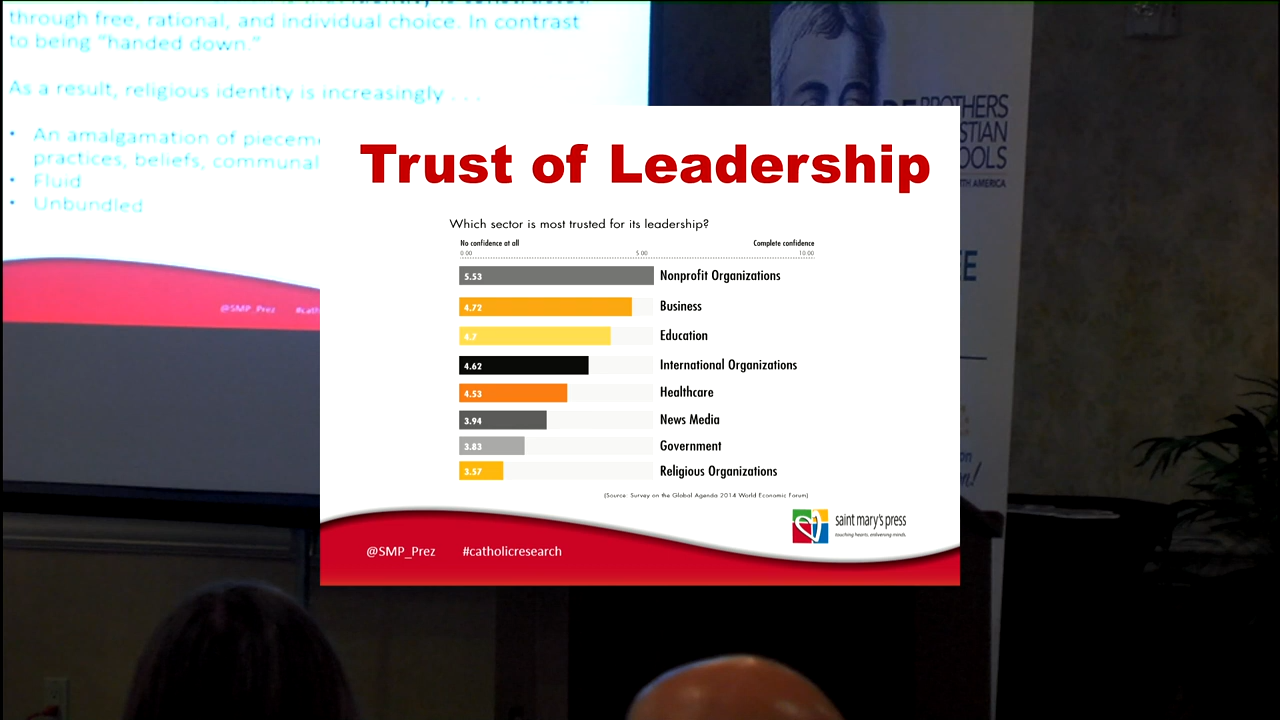 through free, rational, and individual choice. In contrast
to being “handed down.”
As a result, religious identity is increasingly . . .
• An amalgamation of
practices, beliefs, communal
• Fluid
• Unbundled
@SMP_Prez
BROTHERS
NORTH AMERICA
Trust of Leadership
Which sector is most trusted for its leadership?
No confidence at all Complete confidence
0.00 5.00 10.00
5.53 Nonprofit Organizations
4.72 Business
4.7 Education
4.62 International Organizations
4.53 Healthcare
3.94 News Media
3.83 Government
3.57 Religious Organizations
(Source: Survey on the Global Agenda 2014 World Economic Forum)
saint mary's press
touching hearts. enlivening minds.
@SMP_Prez #catholicresearch